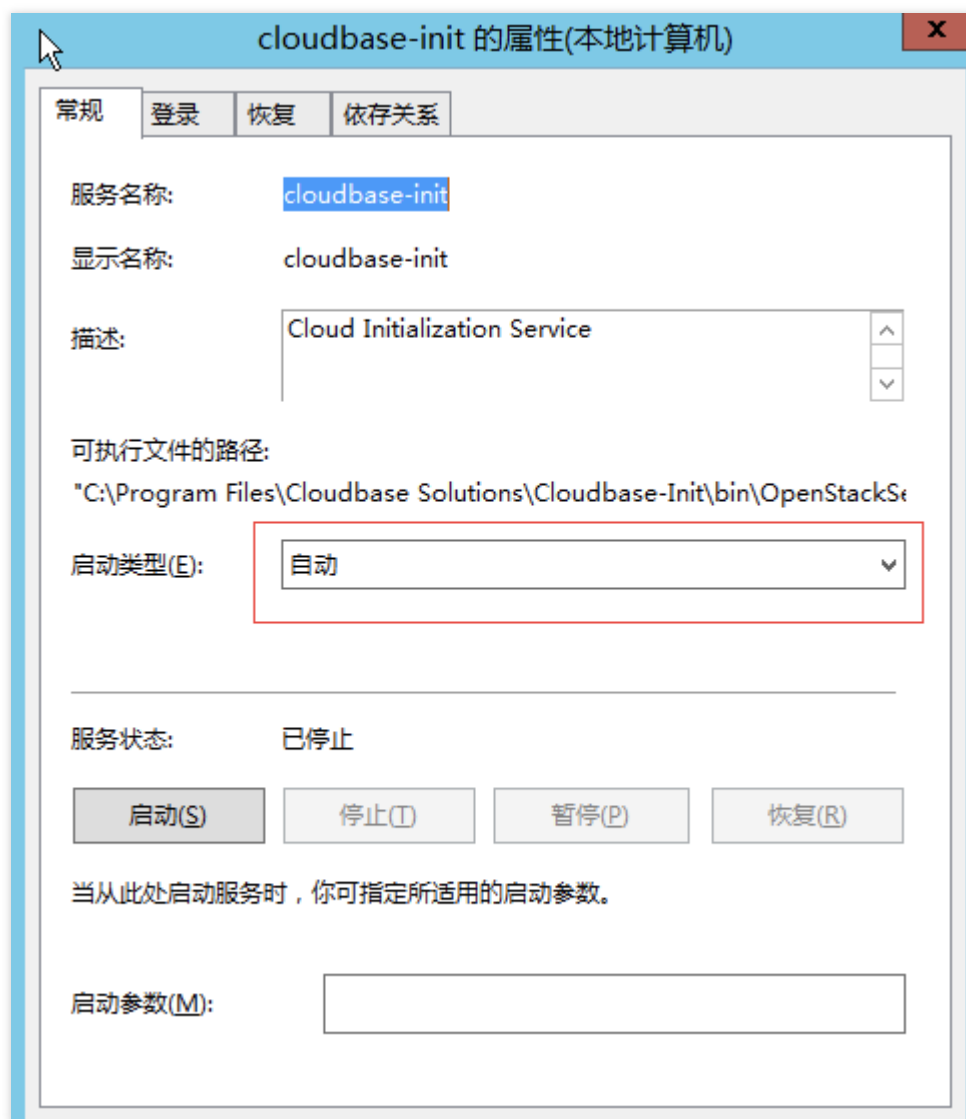 cloudbase-init 的属性(本地计算机)
x
常规 登录 恢复 依存关系
服务名称: cloudbase-init
显示名称: cloudbase-init
描述: Cloud Initialization Service
可执行文件的路径:
"C:\Program Files\Cloudbase Solutions\Cloudbase-Init\bin\OpenStackSe
启动类型(E): 自动
服务状态: 已停止
启动(S) 停止(T) 暂停(P) 恢复(R)
当从此处启动服务时，你可指定所适用的启动参数。
启动参数(M):